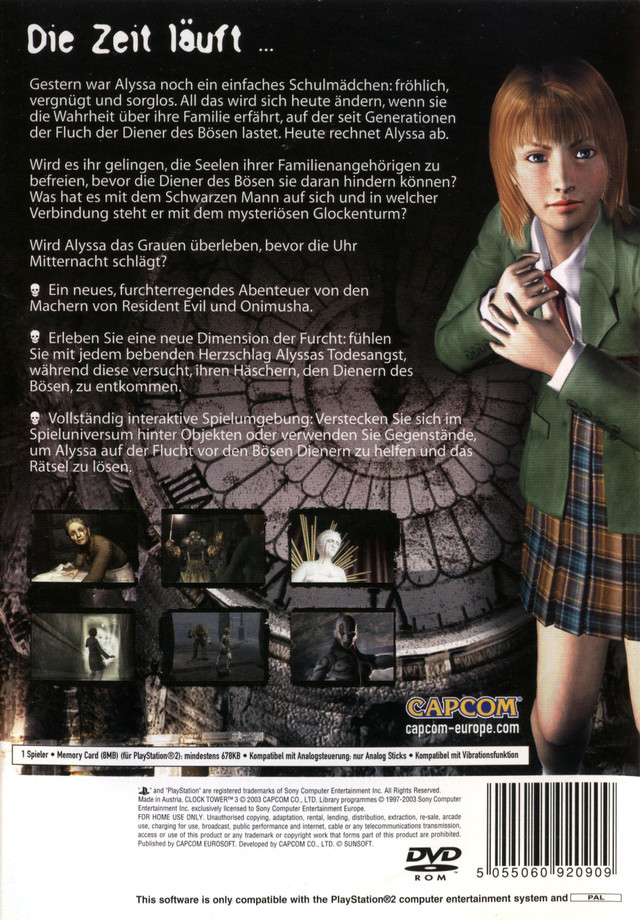 Die Zeit läuft ...
Gestern war Alyssa noch ein einfaches Schulmädchen: fröhlich,
vergnügt und sorglos. All das wird sich heute ändern, wenn sie
die Wahrheit über ihre Familie erfährt, auf der seit Generationen
der Fluch der Diener des Bösen lastet. Heute rechnet Alyssa ab.
Wird es ihr gelingen, die Seelen ihrer Familienangehörigen zu
befreien, bevor die Diener des Bösen sie daran hindern können?
Was hat es mit dem Schwarzen Mann auf sich und in welcher
Verbindung steht er mit dem mysteriösen Glockenturm?
Wird Alyssa das Grauen überleben, bevor die Uhr
Mitternacht schlägt?
Ein neues, furchterregendes Abenteuer von den
Machern von Resident Evil und Onimusha.
Erleben Sie eine neue Dimension der Furcht: fühlen
Sie mit jedem bebenden Herzschlag Alyssas Todesangst,
während diese versucht, ihren Häschern, den Dienern des
Bösen, zu entkommen.
Vollständig interaktive Spielumgebung: Verstecken Sie sich im
Spieluniversum hinter Objekten oder verwenden Sie Gegenstände,
um Alyssa auf der Flucht vor den Bösen Dienern zu helfen und das
Rätsel zu lösen.
CAPCOM
capcom-europe.com
1 Spieler • Memory Card (8MB) (für PlayStation®2): mindestens 678KB • Kompatibel mit Analogsteuerung: nur Analog Sticks • Kompatibel mit Vibrationsfunktion
" " and "PlayStation" are registered trademarks of Sony Computer Entertainment Inc. All Rights Reserved.
Made in Austria. CLOCK TOWER™ 3 © 2003 CAPCOM CO., LTD. Library programmes © 1997-2003 Sony Computer
Entertainment Inc. exclusively licensed to Sony Computer Entertainment Europe.
FOR HOME USE ONLY. Unauthorised copying, adaptation, rental, lending, distribution, extraction, re-sale, arcade
use, charging for use, broadcast, public performance and internet, cable or any telecommunications transmission,
access or use of this product or any trademark or copyright work that forms part of this product are prohibited.
Published by CAPCOM EUROSOFT. Developed by CAPCOM CO., LTD. © SUNSOFT.
DVD
ROM
5 055060 920909
This software is only compatible with the PlayStation®2 computer entertainment system and PAL